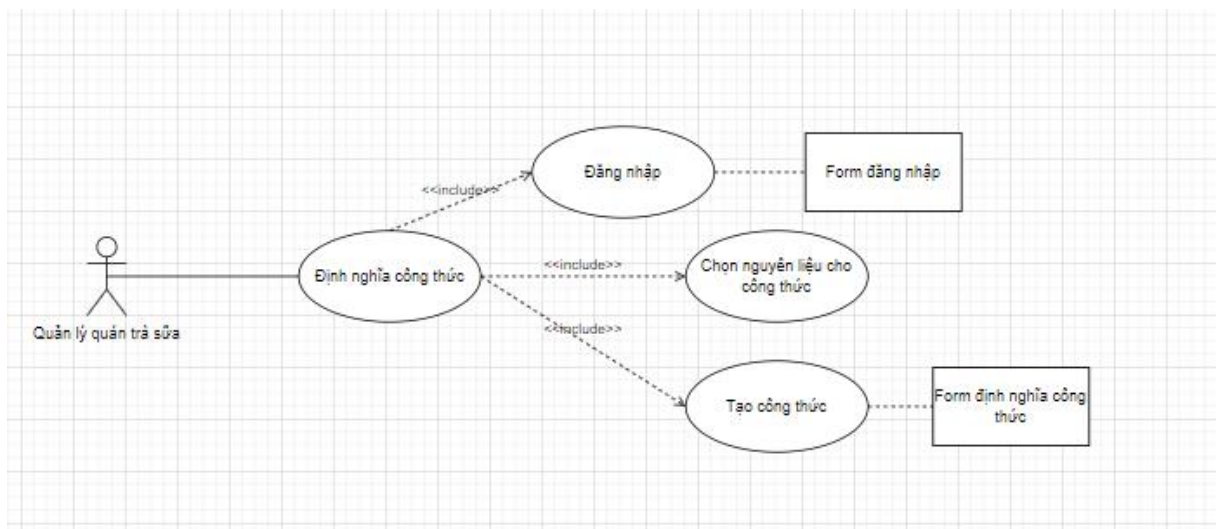 Đăng nhập
Form đăng nhập
<<include>>
Định nghĩa công thức
<<include>>
Chọn nguyên liệu cho
công thức
Quản lý quán trà sữa
<<include>>
Tạo công thức
Form định nghĩa công
thức